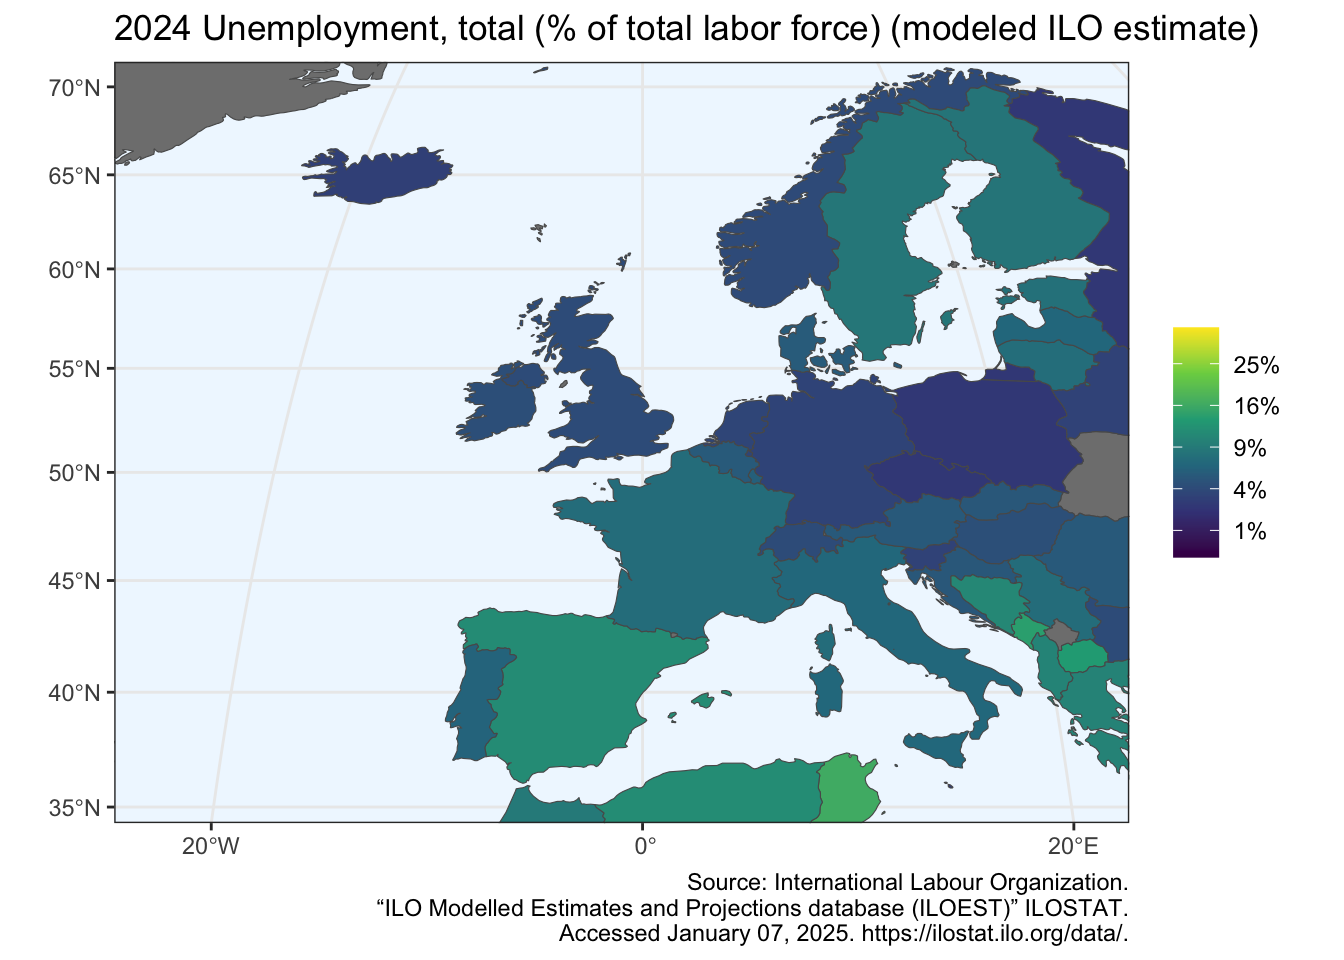 2024 Unemployment, total (% of total labor force) (modeled ILO estimate)
70°N
65°N
60°N
55°N
50°N
45°N
40°N
35°N
20°W
0°
20°E
25%
16%
9%
4%
1%
Source: International Labour Organization.
“ILO Modelled Estimates and Projections database (ILOEST)” ILOSTAT.
Accessed January 07, 2025. https://ilostat.ilo.org/data/.